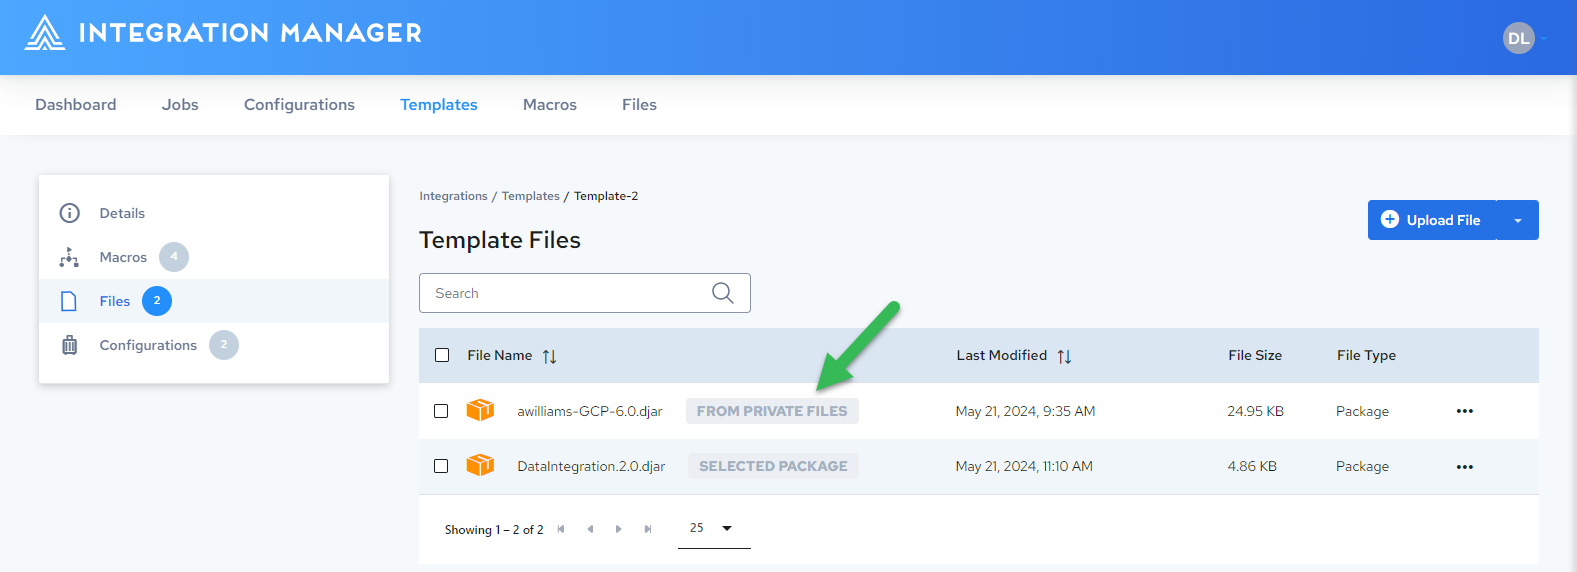 INTEGRATION MANAGER
DL
Dashboard Jobs Configurations Templates Macros Files
Details
Macros 4
Files 2
Configurations 2
Integrations / Templates / Template-2
Template Files
Upload File
Search
File Name Last Modified File Size File Type
awilliams-GCP-6.0.djar FROM PRIVATE FILES May 21, 2024, 9:35 AM 24.95 KB Package
DataIntegration.2.0.djar SELECTED PACKAGE May 21, 2024, 11:10 AM 4.86 KB Package
Showing 1 – 2 of 2 25